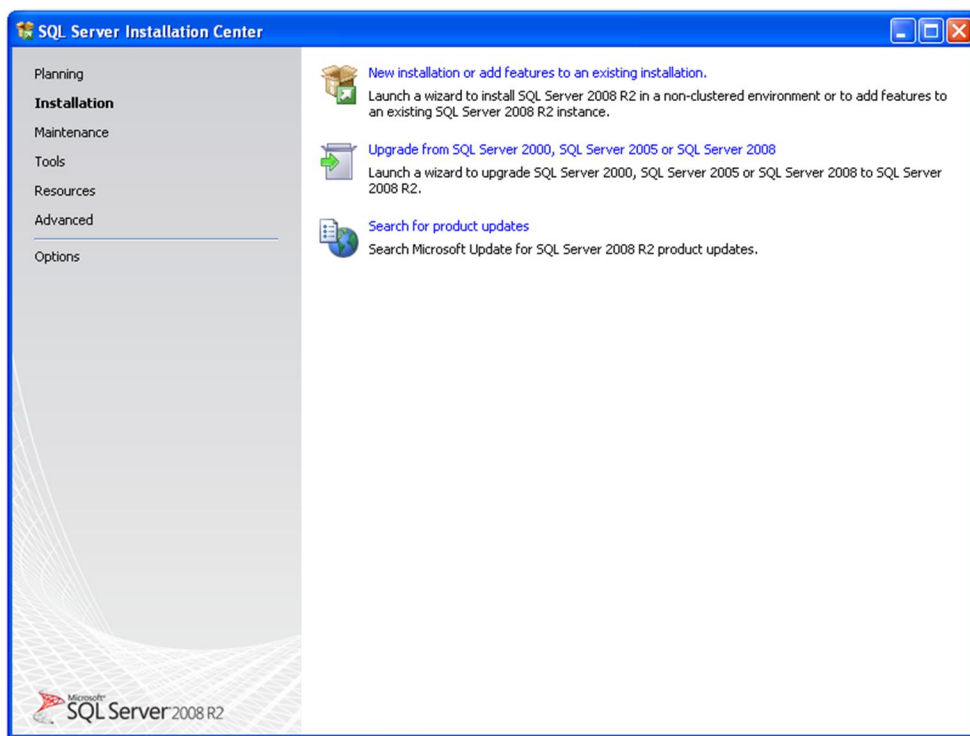 SQL Server Installation Center
Planning
Installation
Maintenance
Tools
Resources
Advanced
Options
New installation or add features to an existing installation.
Launch a wizard to install SQL Server 2008 R2 in a non-clustered environment or to add features to
an existing SQL Server 2008 R2 instance.
Upgrade from SQL Server 2000, SQL Server 2005 or SQL Server 2008
Launch a wizard to upgrade SQL Server 2000, SQL Server 2005 or SQL Server 2008 to SQL Server
2008 R2.
Search for product updates
Search Microsoft Update for SQL Server 2008 R2 product updates.
Microsoft
SQL Server 2008 R2